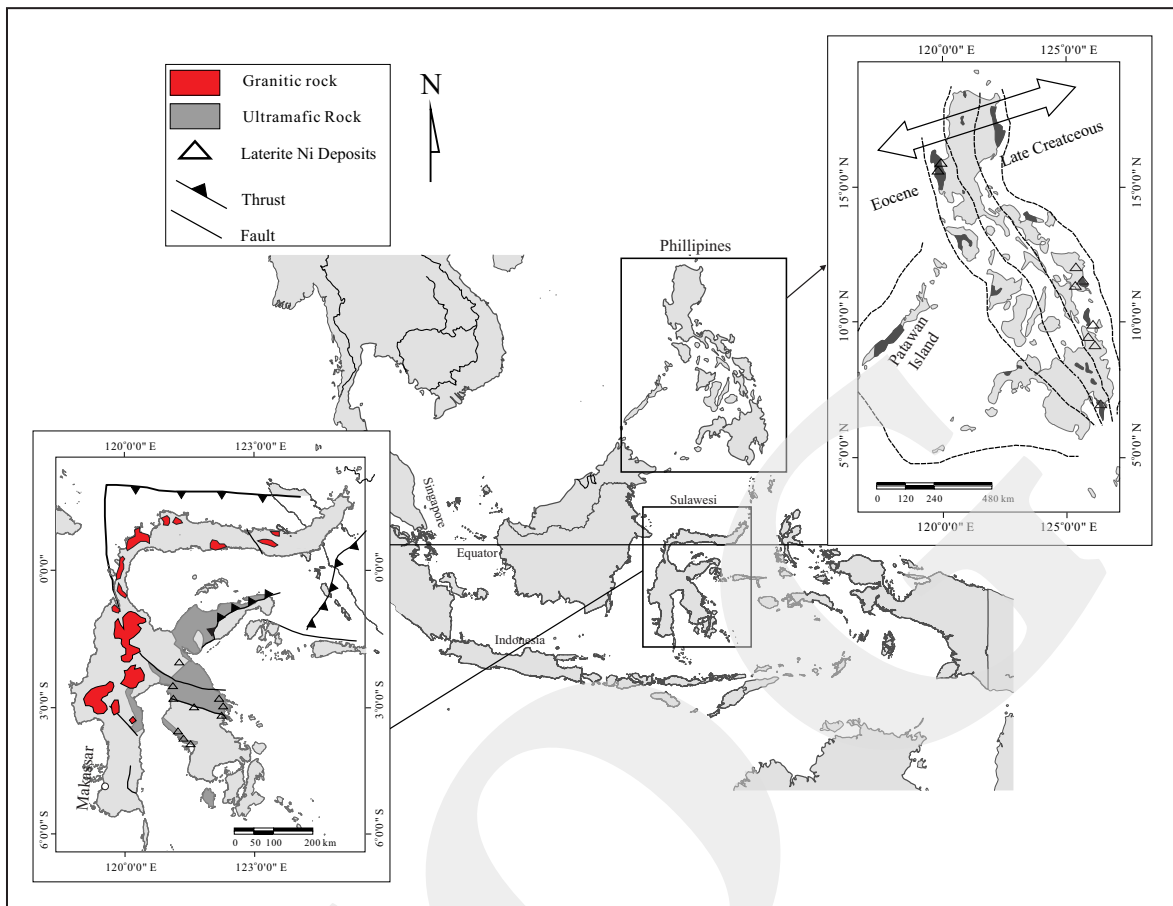 Granitic rock
Ultramafic Rock
Laterite Ni Deposits
Thrust
Fault
N
Phillipines
Singapore
Equator
Sulawesi
Indonesia
120°0'0" E 125°0'0" E
15°0'0" N 15°0'0" N
10°0'0" N 10°0'0" N
5°0'0" N 5°0'0" N
Late Creatceous
Eocene
Patawan
Island
0 120 240 480 km
120°0'0" E 125°0'0" E
120°0'0" E 123°0'0" E
0°0'0" 0°0'0"
3°0'0" S 3°0'0" S
6°0'0" S 6°0'0" S
Makassar
0 50 100 200 km
120°0'0" E 123°0'0" E
G
O